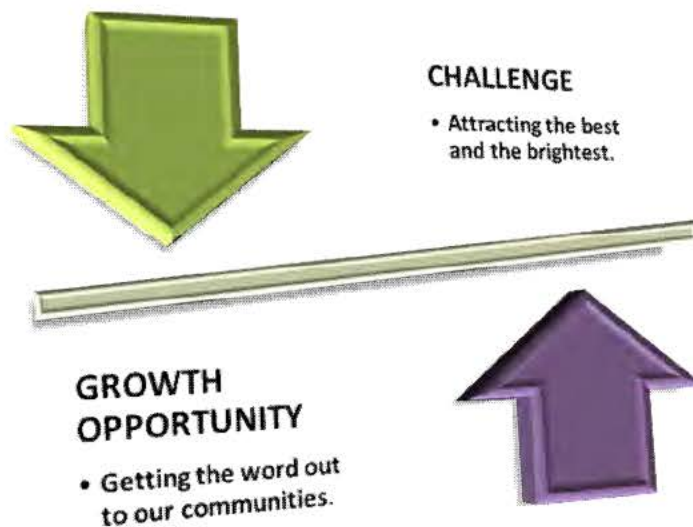 CHALLENGE
• Attracting the best
and the brightest.
GROWTH
OPPORTUNITY
• Getting the word out
to our communities.